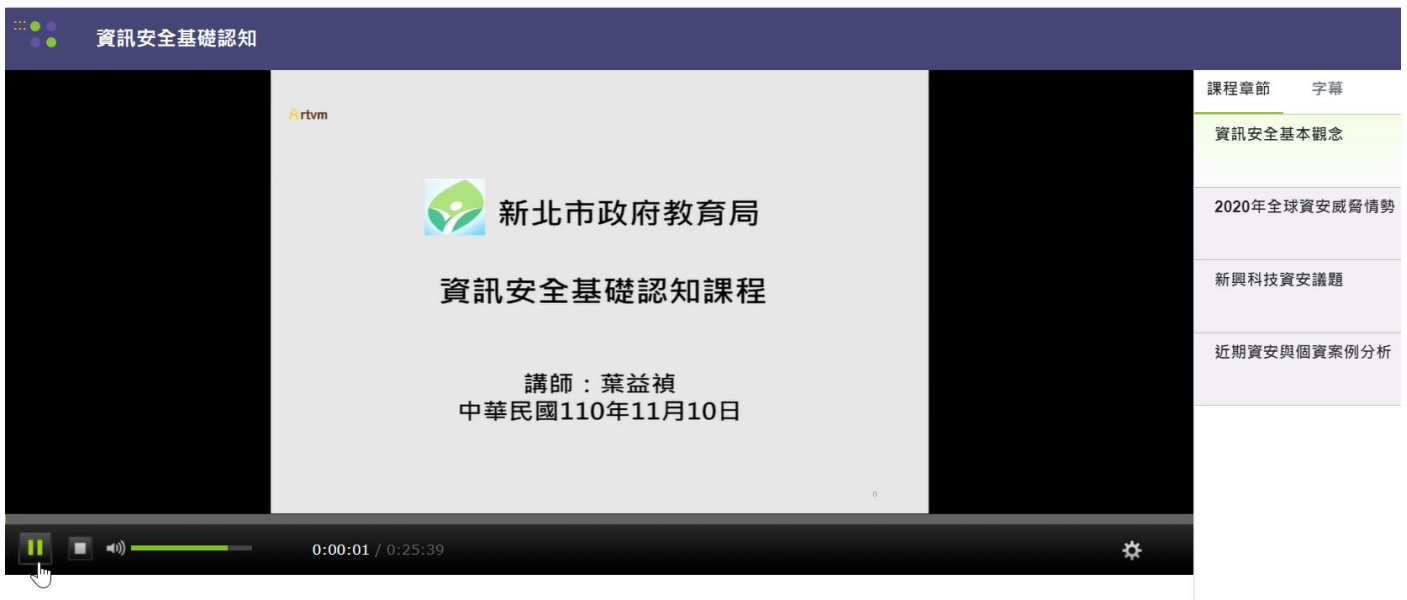 資訊安全基礎認知
rtvm
新北市政府教育局
資訊安全基礎認知課程
講師：葉益禎
中華民國110年11月10日
0:00:01 / 0:25:39
課程章節 字幕
資訊安全基本觀念
2020年全球資安威脅情勢
新興科技資安議題
近期資安與個資案例分析